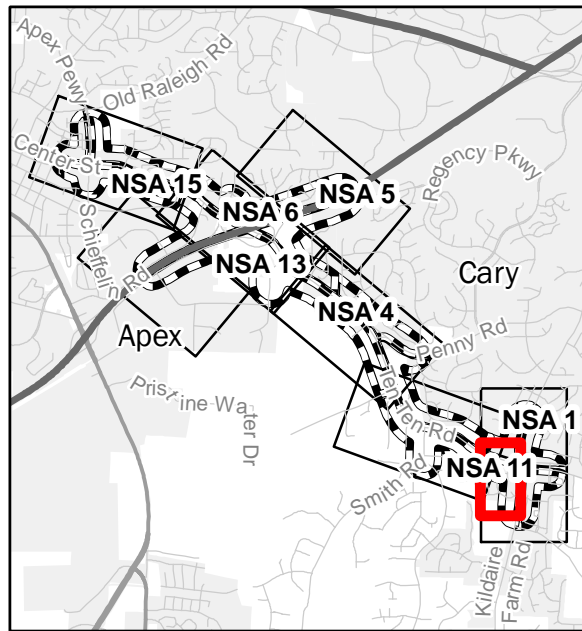 Apex Pkwy
Old Raleigh Rd
Center St
NSA 15
NSA 5
Regency Pkwy
NSA 6
Schieffelin Rd
NSA 13
Cary
NSA 4
Apex
Penny Rd
Pristine Water Dr
Ten-Ten Rd
NSA 1
NSA 11
Smith Rd
Kildaire
Farm Rd